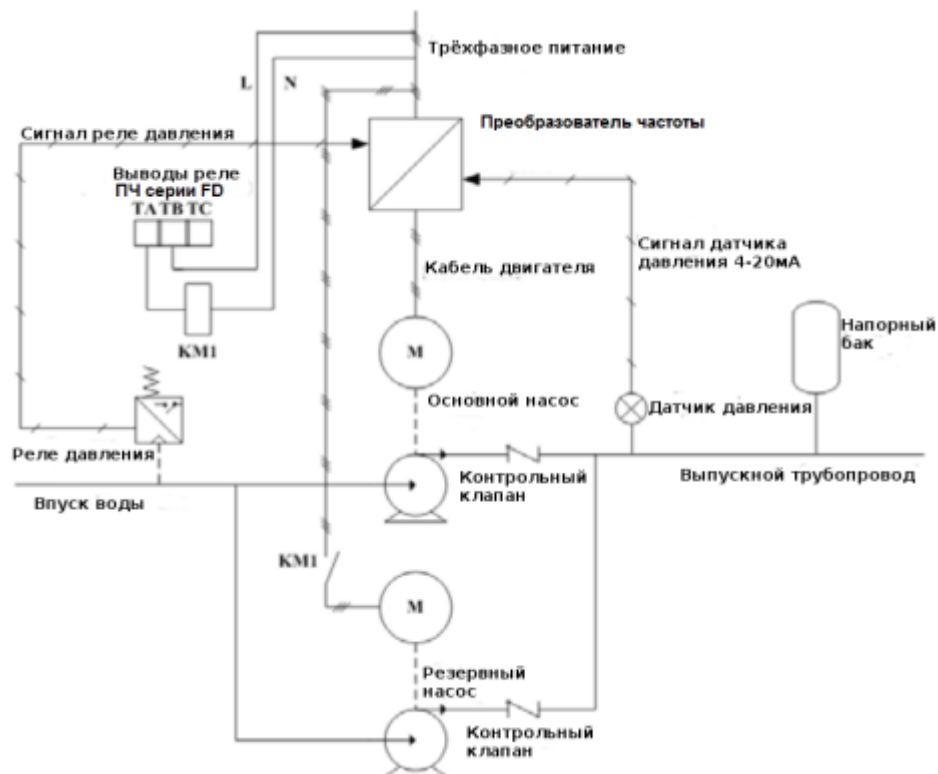 Трёхфазное питание
L N
Преобразователь частоты
Сигнал реле давления
Выводы реле
ПЧ серии FD
TA TB TC
Сигнал датчика
давления 4-20мА
Кабель двигателя
Напорный
бак
KM1
M
Основной насос
Датчик давления
Реле давления
Контрольный
клапан
Выпускной трубопровод
Впуск воды
KM1
M
Резервный
насос
Контрольный
клапан